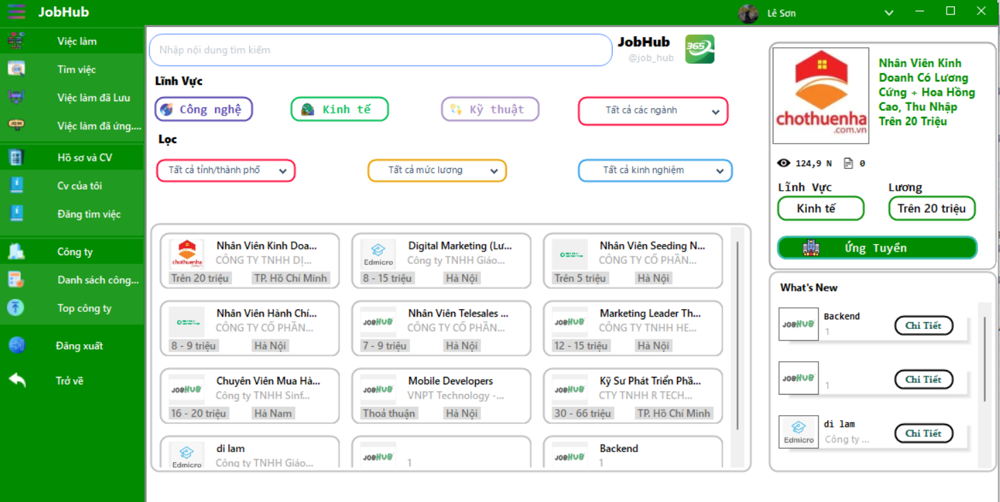 JobHub
Lê Sơn
Việc làm
Tìm việc
Việc làm đã Lưu
Việc làm đã ứng....
Hồ sơ và CV
Cv của tôi
Đăng tìm việc
Công ty
Danh sách công...
Top công ty
Đăng xuất
Trở về
Nhập nội dung tìm kiếm
JobHub
@job_hub
365
Lĩnh Vực
Công nghệ
Kinh tế
Kỹ thuật
Tất cả các ngành
Lọc
Tất cả tỉnh/thành phố
Tất cả mức lương
Tất cả kinh nghiệm
chothuenha
.com.vn
Nhân Viên Kinh Doa...
CÔNG TY TNHH DỊ...
Trên 20 triệu
TP. Hồ Chí Minh
Edmicro
Digital Marketing (Lư...
Công ty TNHH Giáo...
8 - 15 triệu
Hà Nội
Nhân Viên Seeding N...
CÔNG TY CỔ PHẦN...
Trên 5 triệu
Hà Nội
Nhân Viên Hành Chí...
CÔNG TY CỔ PHẦN...
8 - 9 triệu
Hà Nội
JOBHUB
Nhân Viên Telesales ...
CÔNG TY CỔ PHẦN...
7 - 9 triệu
Hà Nội
JOBHUB
Marketing Leader Th...
CÔNG TY TNHH HE...
12 - 15 triệu
Hà Nội
JOBHUB
Chuyên Viên Mua Hà...
Công ty TNHH Sinf...
16 - 20 triệu
Hà Nam
JOBHUB
Mobile Developers
VNPT Technology -...
Thoả thuận
Hà Nội
JOBHUB
Kỹ Sư Phát Triển Phầ...
CTY TNHH R TECH...
30 - 66 triệu
TP. Hồ Chí Minh
Edmicro
di lam
Công ty TNHH Giáo...
JOBHUB
1
JOBHUB
Backend
1
chothuenha
.com.vn
Nhân Viên Kinh
Doanh Có Lương
Cứng + Hoa Hồng
Cao, Thu Nhập
Trên 20 Triệu
124,9 N
0
Lĩnh Vực
Lương
Kinh tế
Trên 20 triệu
Ứng Tuyển
What's New
JOBHUB
Backend
1
Chi Tiết
JOBHUB
1
Chi Tiết
Edmicro
di lam
Công ty ...
Chi Tiết